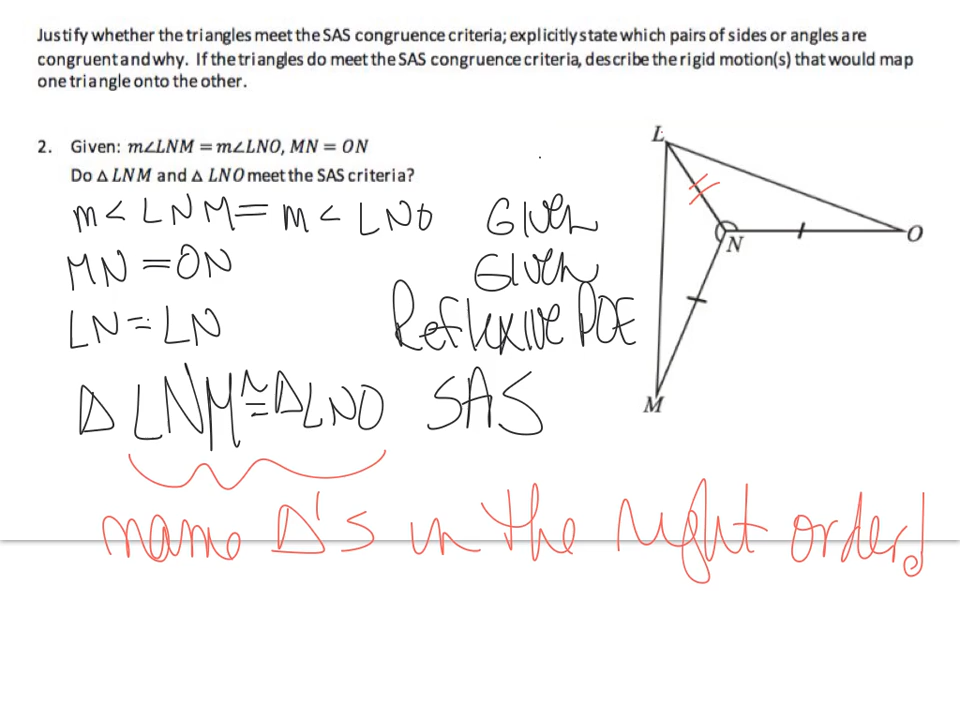 Justify whether the triangles meet the SAS congruence criteria; explicitly state which pairs of sides or angles are
congruent and why. If the triangles do meet the SAS congruence criteria, describe the rigid motion(s) that would map
one triangle onto the other.
2. Given: m∠LNM = m∠LNO, MN = ON
Do △ LNM and △ LNO meet the SAS criteria?
m∠LNM = m∠LNO Given
MN = ON Given
LN = LN Reflexive POE
△LNM ≅ △LNO SAS
name △'s in the right order!
L
N
O
M